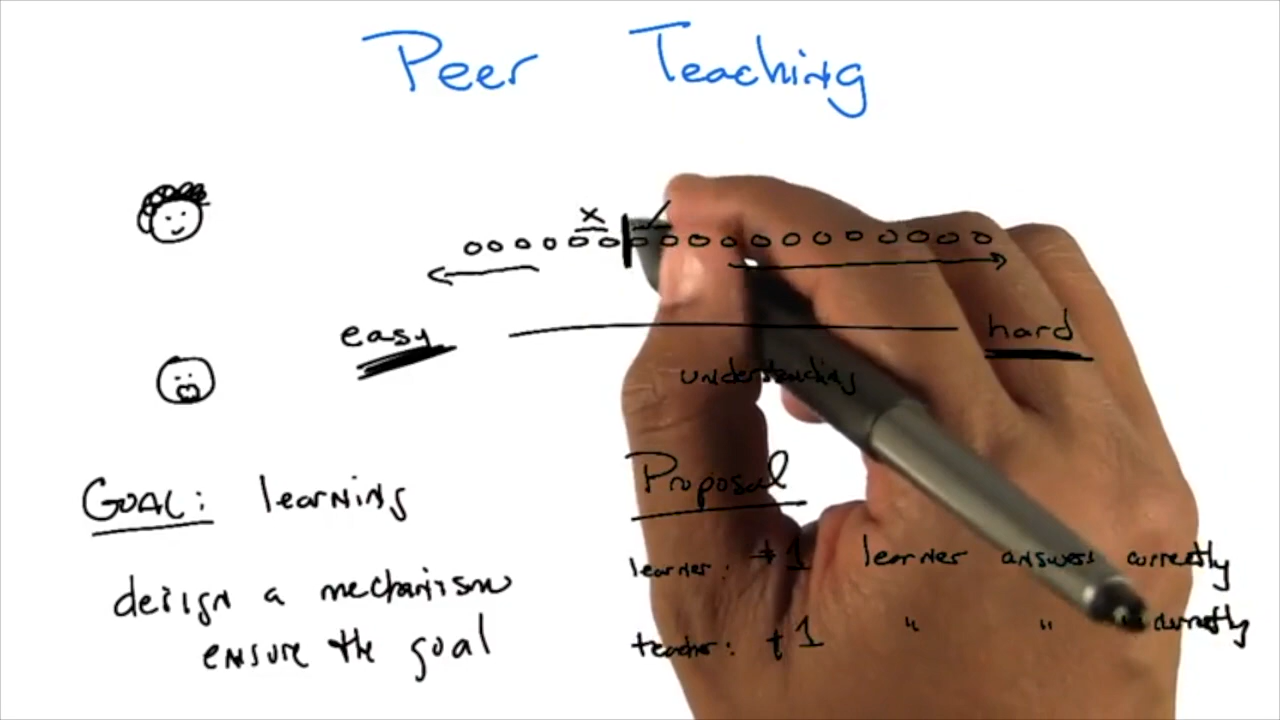 Peer Teaching
x
easy hard
understanding
GOAL: learning
Proposal
learner: +1 learner answers correctly
design a mechanism
teacher: +1 " "
ensure the goal